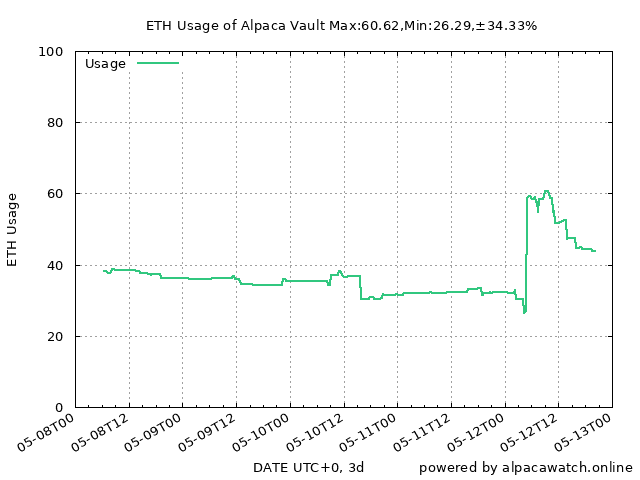 ETH Usage of Alpaca Vault Max:60.62,Min:26.29,±34.33%
Usage
100
80
60
40
20
0
ETH Usage
05-08T00
05-08T12
05-09T00
05-09T12
05-10T00
05-10T12
05-11T00
05-11T12
05-12T00
05-12T12
05-13T00
DATE UTC+0, 3d
powered by alpacawatch.online